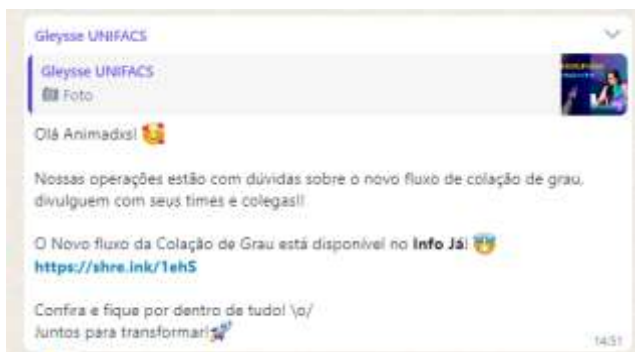 Gleysse UNIFACS
Gleysse UNIFACS
Foto
Olá Animadxs! 🥰
Nossas operações estão com dúvidas sobre o novo fluxo de colação de grau,
divulguem com seus times e colegas!!
O Novo fluxo da Colação de Grau está disponível no Info Já!
https://shre.ink/1ehS
Confira e fique por dentro de tudo! \o/
Juntos para transformar!🚀
14:51